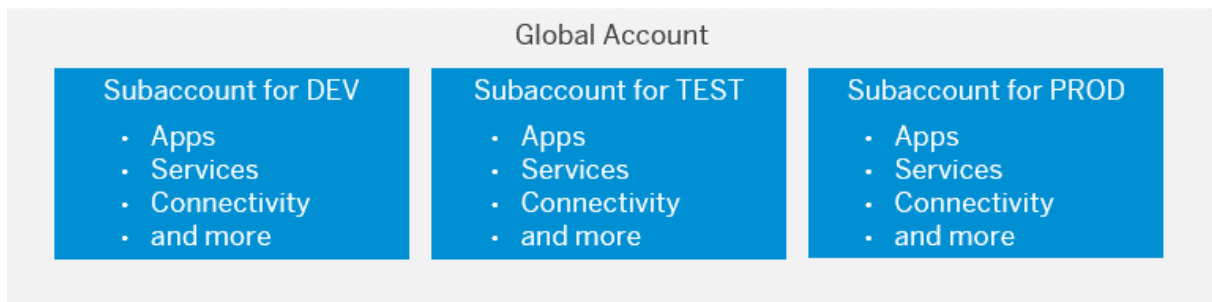 Global Account
Subaccount for DEV
• Apps
• Services
• Connectivity
• and more
Subaccount for TEST
• Apps
• Services
• Connectivity
• and more
Subaccount for PROD
• Apps
• Services
• Connectivity
• and more